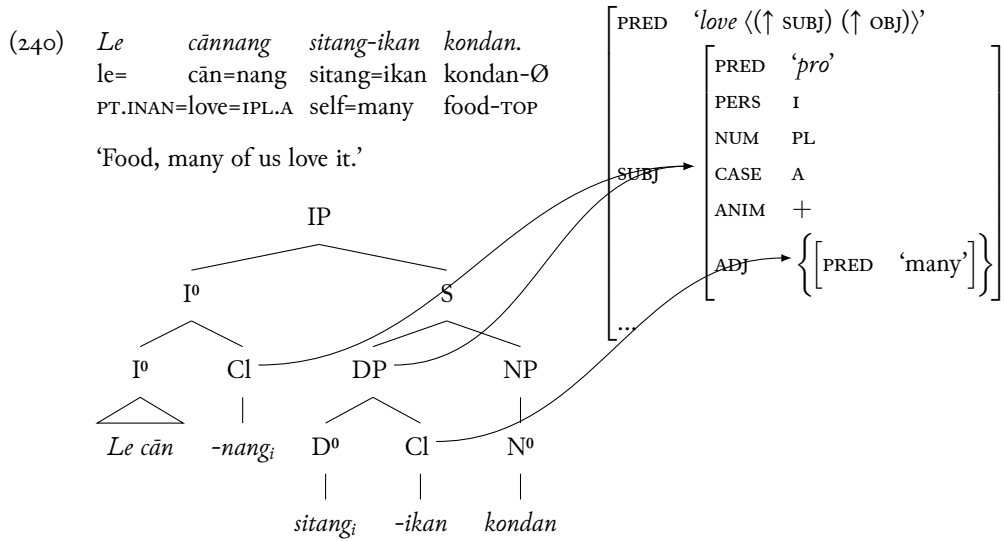 (240) Le cānnang sitang-ikan kondan.
le= cān=nang sitang=ikan kondan-Ø
PT.INAN=love=1PL.A self=many food-TOP
‘Food, many of us love it.’
IP
I⁰ S
I⁰ Cl DP NP
Le cān -nangᵢ D⁰ Cl N⁰
sitangᵢ -ikan kondan
PRED ‘love ⟨(↑ SUBJ) (↑ OBJ)⟩’
SUBJ
PRED ‘pro’
PERS 1
NUM PL
CASE A
ANIM +
ADJ {[PRED ‘many’]}
...